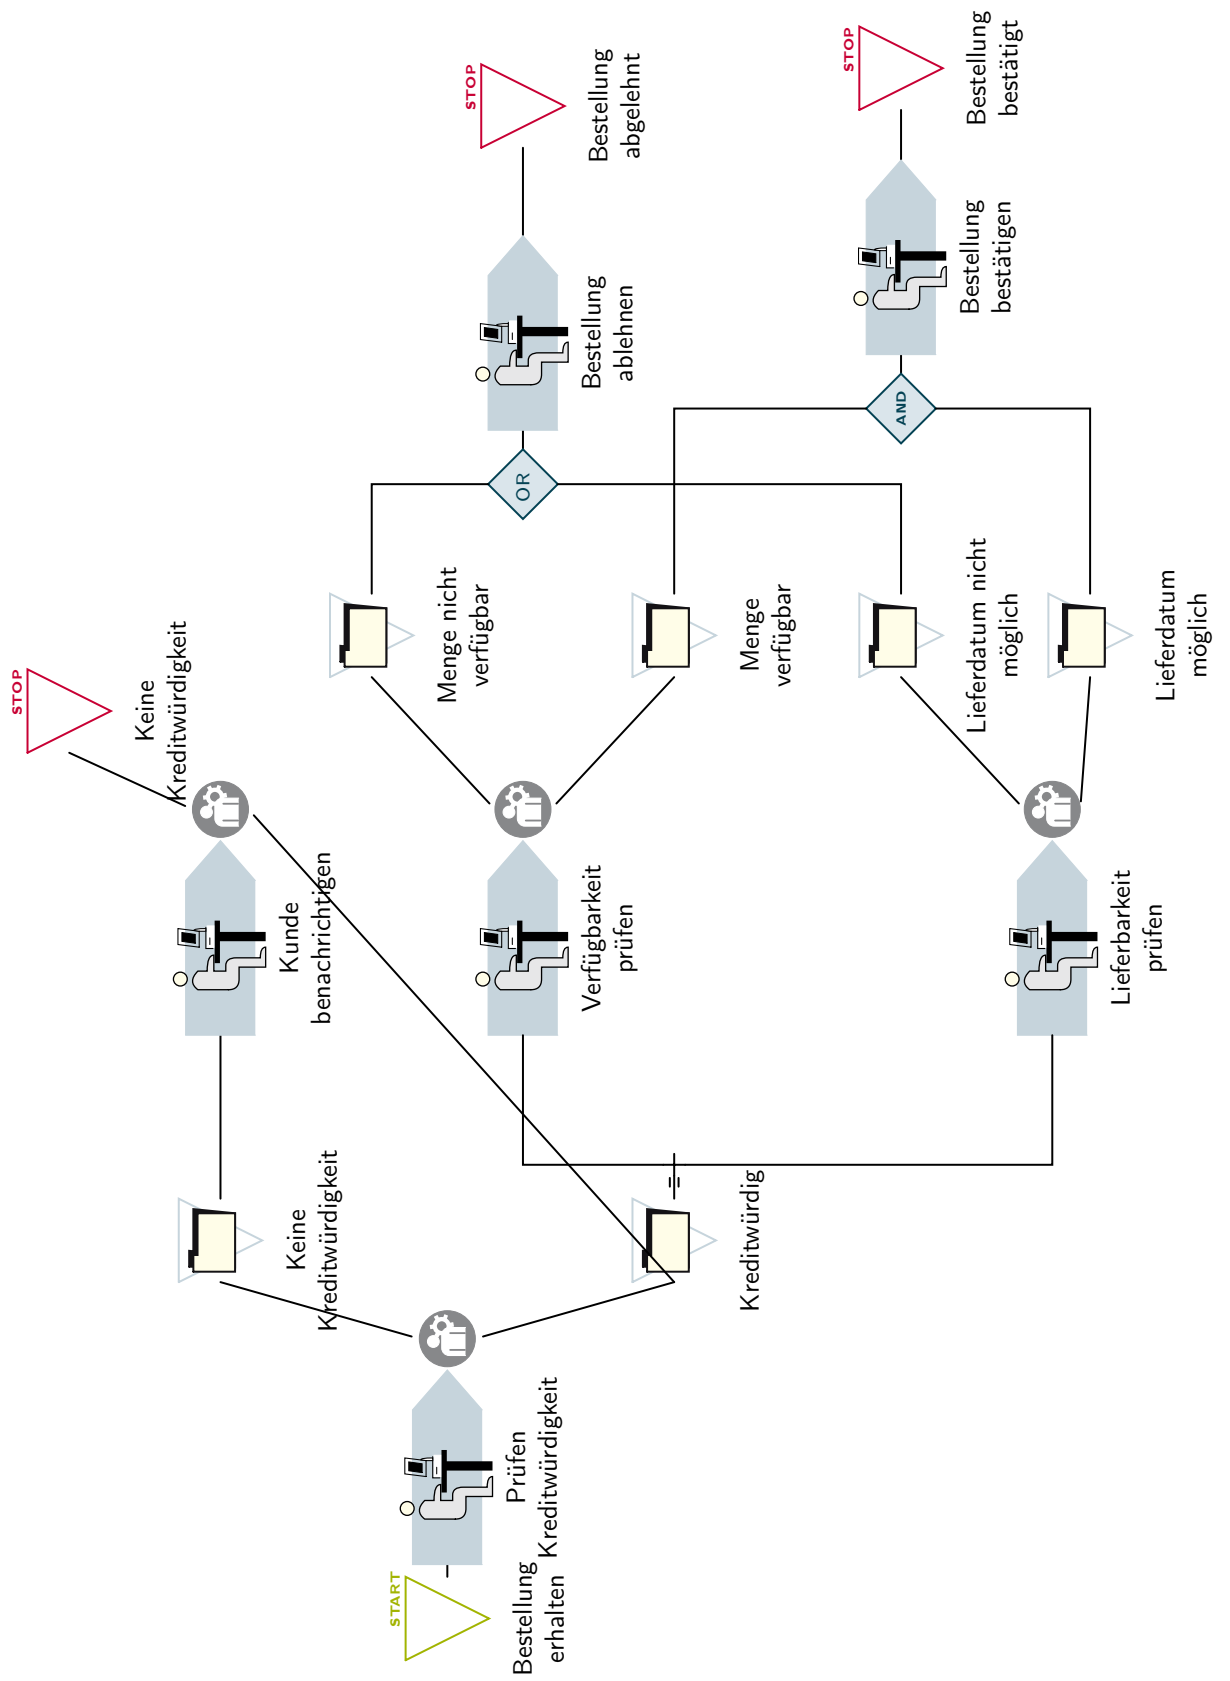 START
Bestellung
erhalten
Prüfen
Kreditwürdigkeit
Keine
Kreditwürdigkeit
Kreditwürdig
Kunde
benachrichtigen
Verfügbarkeit
prüfen
Lieferbarkeit
prüfen
STOP
Keine
Kreditwürdigkeit
Menge nicht
verfügbar
Menge
verfügbar
Lieferdatum nicht
möglich
Lieferdatum
möglich
OR
AND
Bestellung
ablehnen
Bestellung
bestätigen
STOP
Bestellung
abgelehnt
STOP
Bestellung
bestätigt